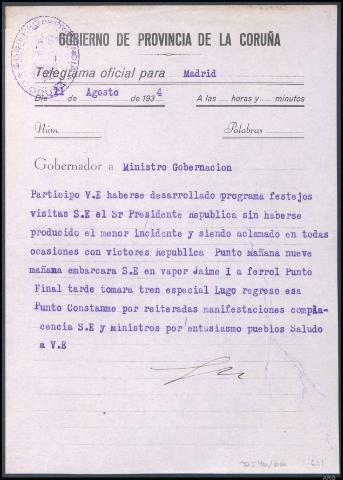 GOBIERNO DE PROVINCIA DE LA CORUÑA
Telegrama oficial para Madrid
Día 21 de Agosto de 1934 A las horas y minutos
Núm. Palabras
Gobernador a Ministro Gobernacion
Participo V.E haberse desarrollado programa festejos
visitas S.E el Sr Presidente Republica sin haberse
producido el menor incidente y siendo aclamado en todas
ocasiones con victores Republica Punto Mañana nueve
mañana embarcara S.E en vapor Jaime I a ferrol Punto
Final tarde tomara tren especial Lugo regreso esa
Punto Constanme por reiteradas manifestaciones compla-
cencia S.E y Ministros por entusiasmo pueblos Saludo
a V.E